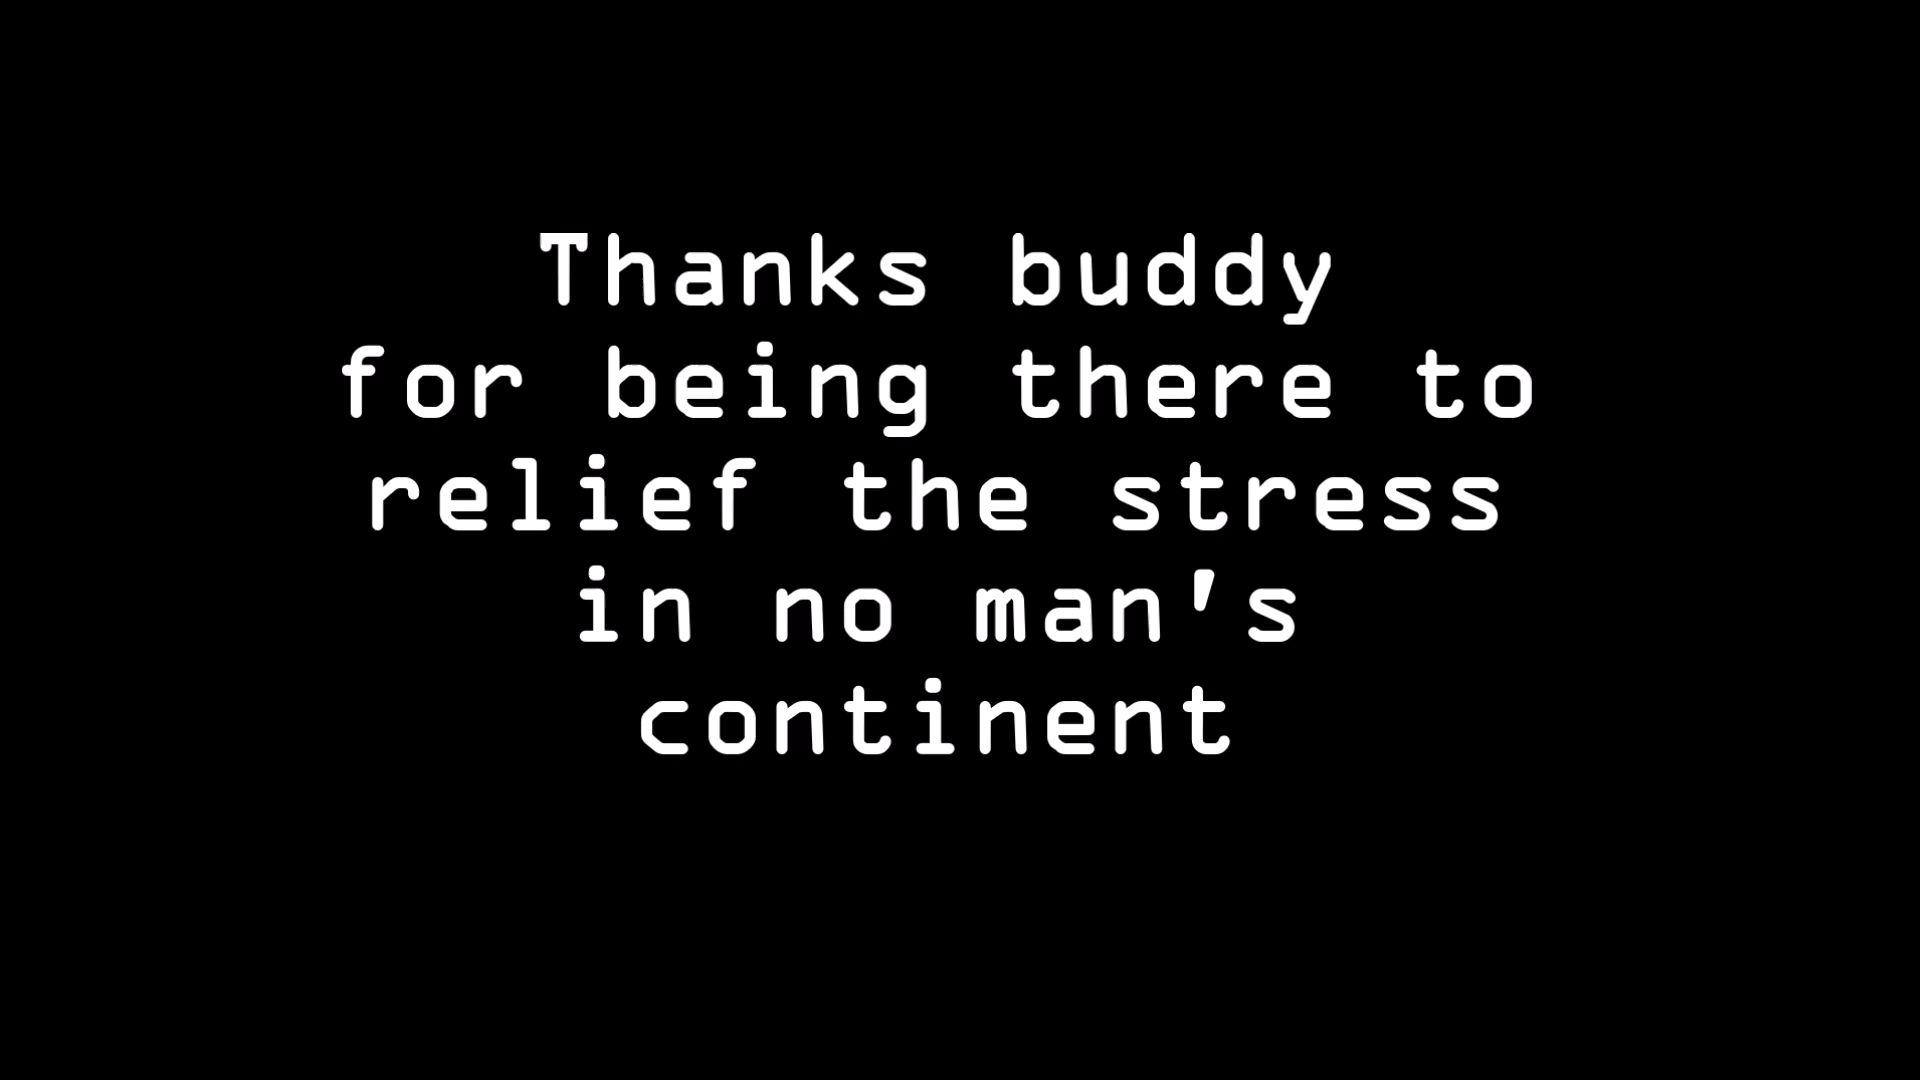 Thanks buddy
for being there to
relief the stress
in no man's
continent